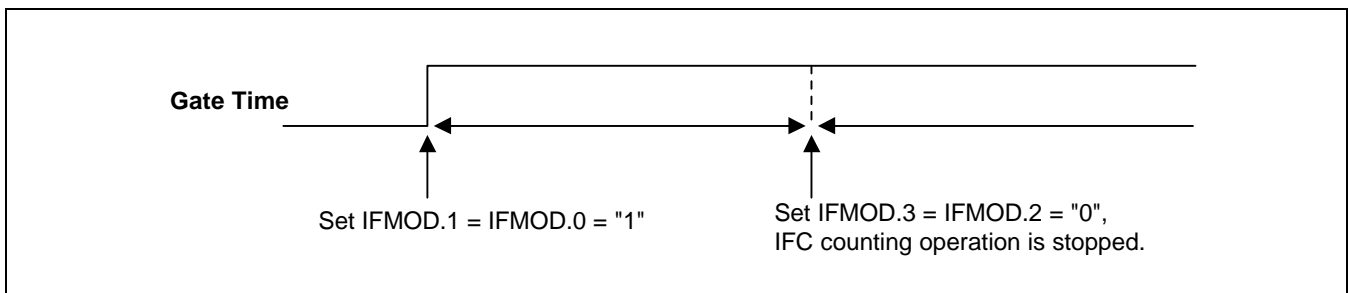 Gate Time
Set IFMOD.1 = IFMOD.0 = "1"
Set IFMOD.3 = IFMOD.2 = "0",
IFC counting operation is stopped.